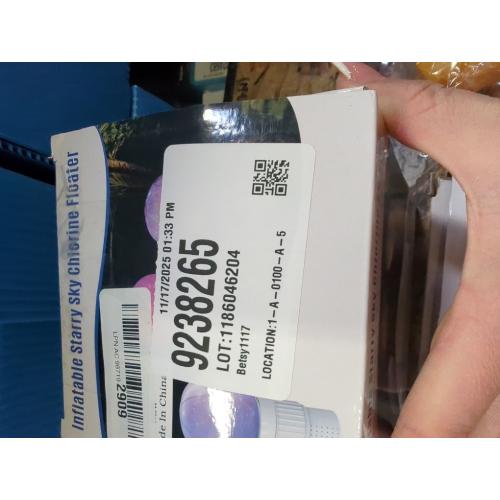 Inflatable Starry Sky Chlorine Floater
11/17/2025 01:33 PM
9238265
LOT:1186046204
Betsy1117
LOCATION:1-A-0100-A-5
2909
de In China